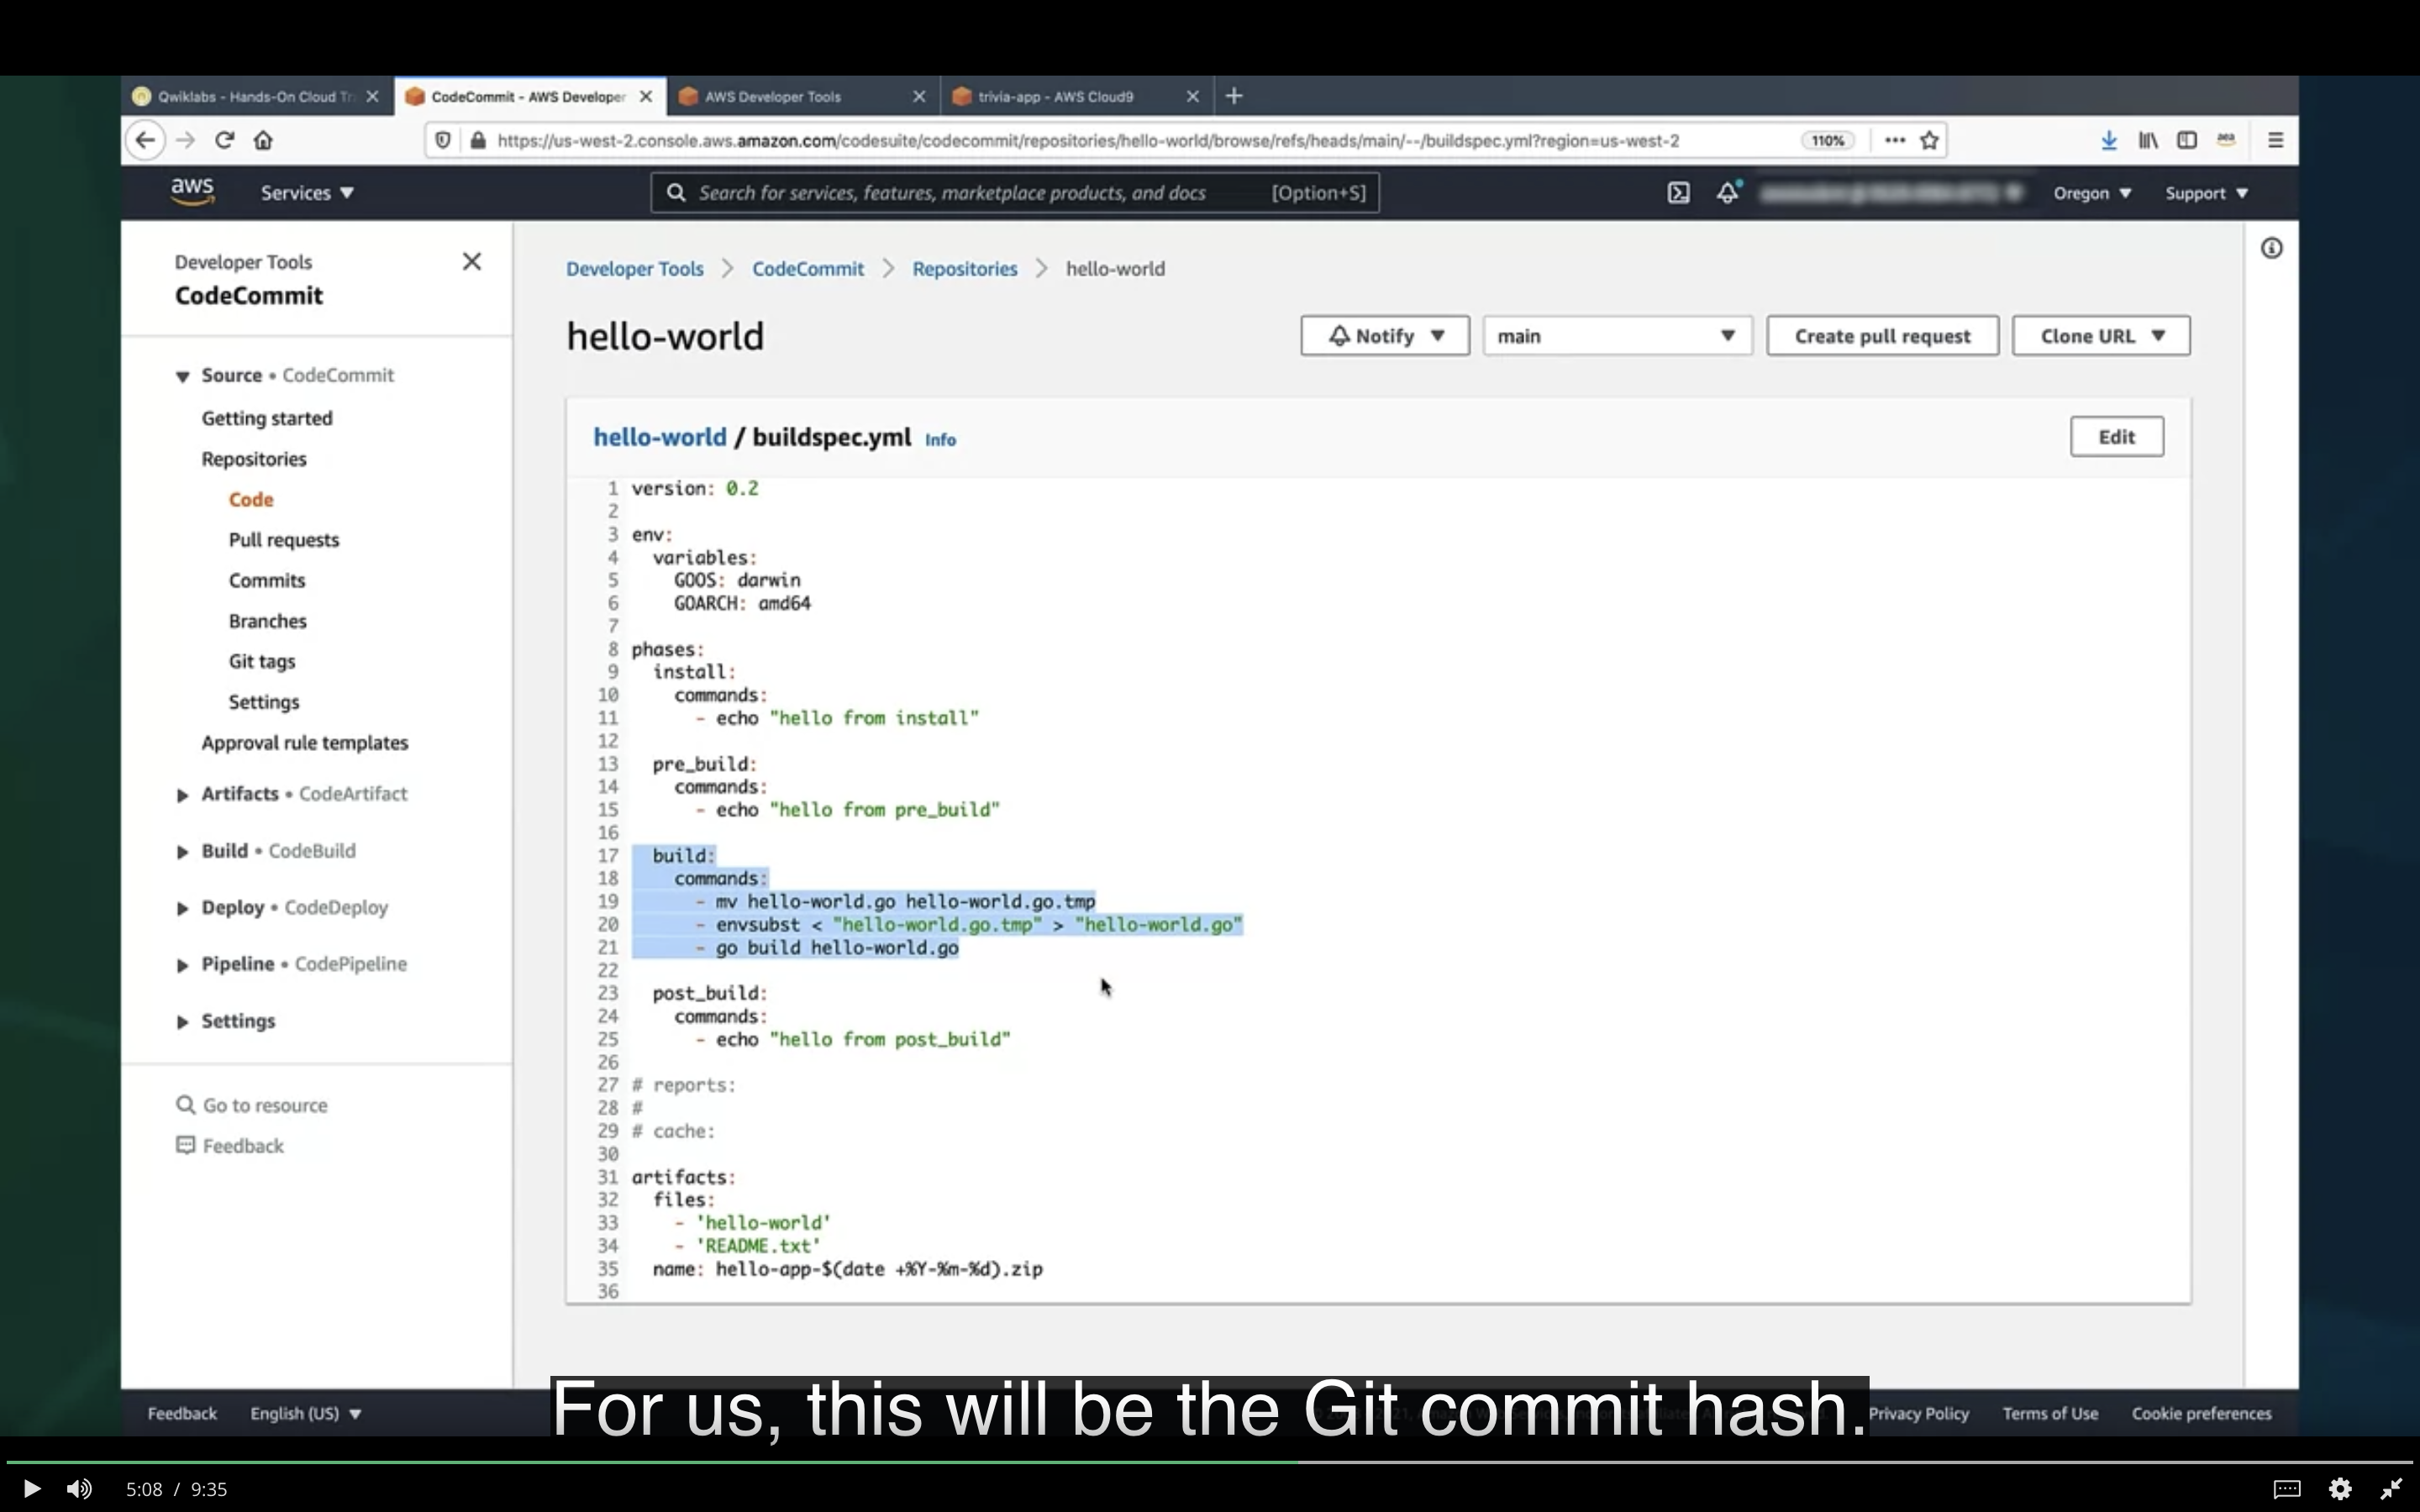 Qwiklabs - Hands-On Cloud Tr
CodeCommit - AWS Developer
AWS Developer Tools
trivia-app - AWS Cloud9
https://us-west-2.console.aws.amazon.com/codesuite/codecommit/repositories/hello-world/browse/refs/heads/main/--/buildspec.yml?region=us-west-2
110%
aws
Services
Search for services, features, marketplace products, and docs [Option+S]
Oregon
Support
Developer Tools
CodeCommit
Source • CodeCommit
Getting started
Repositories
Code
Pull requests
Commits
Branches
Git tags
Settings
Approval rule templates
Artifacts • CodeArtifact
Build • CodeBuild
Deploy • CodeDeploy
Pipeline • CodePipeline
Settings
Go to resource
Feedback
Developer Tools > CodeCommit > Repositories > hello-world
hello-world
Notify
main
Create pull request
Clone URL
hello-world / buildspec.yml Info
Edit
1 version: 0.2
2
3 env:
4 variables:
5 GOOS: darwin
6 GOARCH: amd64
7
8 phases:
9 install:
10 commands:
11 - echo "hello from install"
12
13 pre_build:
14 commands:
15 - echo "hello from pre_build"
16
17 build:
18 commands:
19 - mv hello-world.go hello-world.go.tmp
20 - envsubst < "hello-world.go.tmp" > "hello-world.go"
21 - go build hello-world.go
22
23 post_build:
24 commands:
25 - echo "hello from post_build"
26
27 # reports:
28 #
29 # cache:
30
31 artifacts:
32 files:
33 - 'hello-world'
34 - 'README.txt'
35 name: hello-app-$(date +%Y-%m-%d).zip
36
For us, this will be the Git commit hash.
Feedback
English (US)
Privacy Policy
Terms of Use
Cookie preferences
5:08 / 9:35